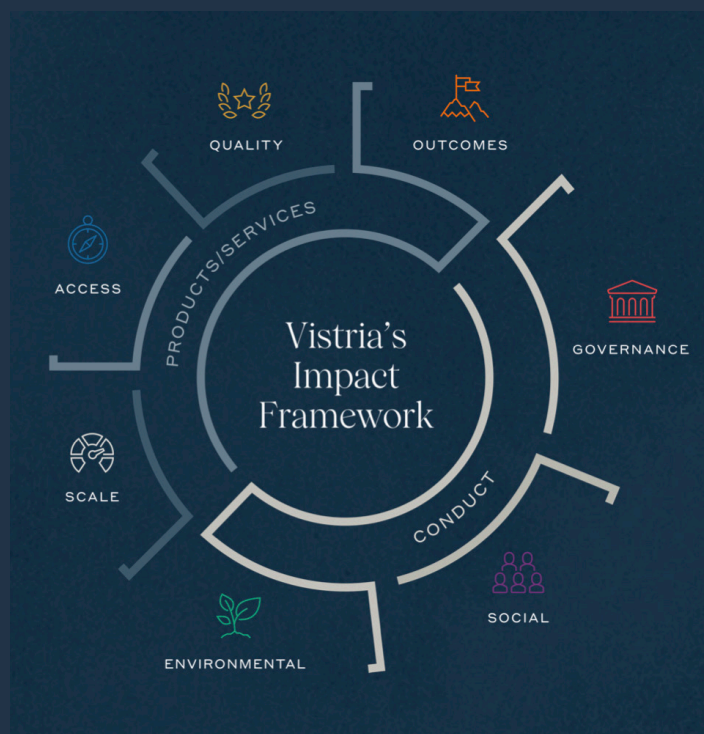 QUALITY
OUTCOMES
PRODUCTS/SERVICES
ACCESS
GOVERNANCE
Vistria's
Impact
Framework
SCALE
CONDUCT
SOCIAL
ENVIRONMENTAL